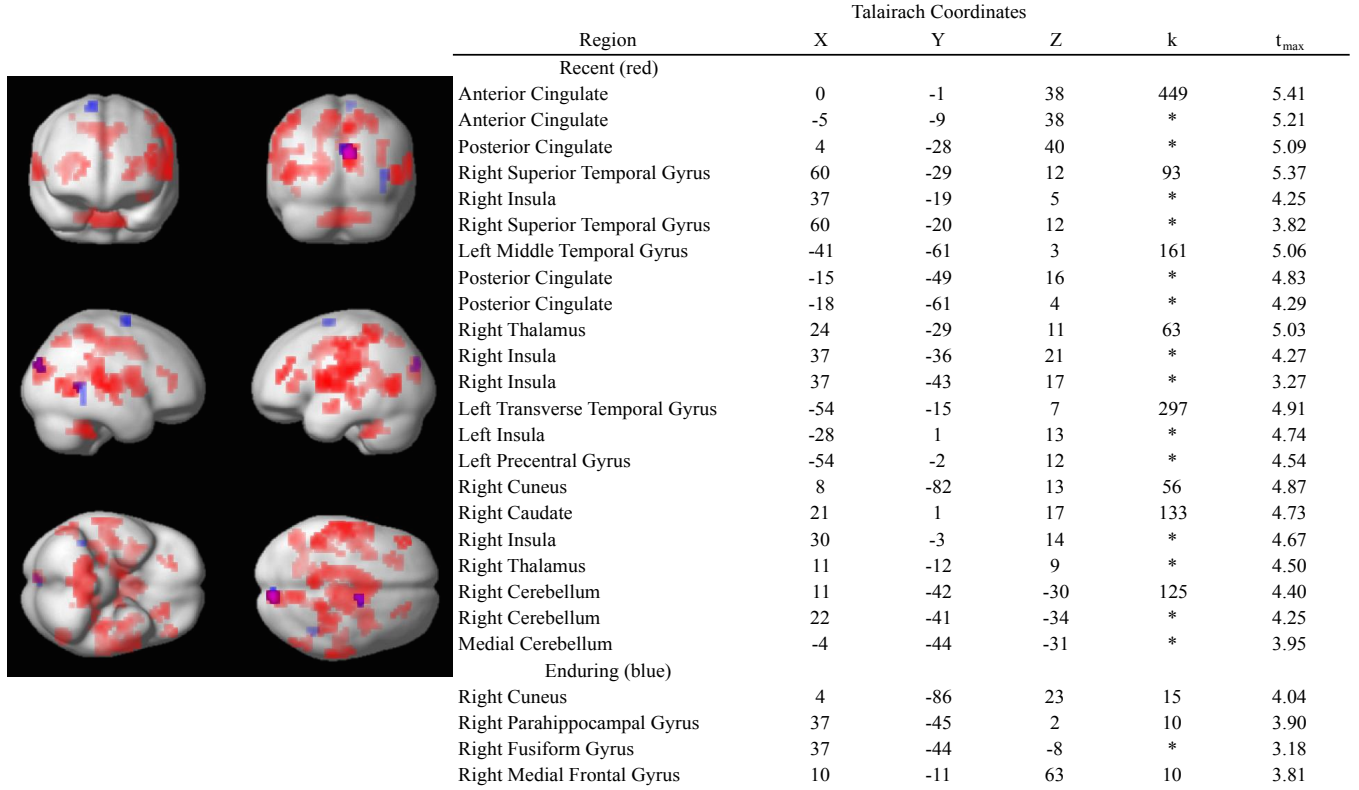 Talairach Coordinates
Region X Y Z k tmax
Recent (red)
Anterior Cingulate 0 -1 38 449 5.41
Anterior Cingulate -5 -9 38 * 5.21
Posterior Cingulate 4 -28 40 * 5.09
Right Superior Temporal Gyrus 60 -29 12 93 5.37
Right Insula 37 -19 5 * 4.25
Right Superior Temporal Gyrus 60 -20 12 * 3.82
Left Middle Temporal Gyrus -41 -61 3 161 5.06
Posterior Cingulate -15 -49 16 * 4.83
Posterior Cingulate -18 -61 4 * 4.29
Right Thalamus 24 -29 11 63 5.03
Right Insula 37 -36 21 * 4.27
Right Insula 37 -43 17 * 3.27
Left Transverse Temporal Gyrus -54 -15 7 297 4.91
Left Insula -28 1 13 * 4.74
Left Precentral Gyrus -54 -2 12 * 4.54
Right Cuneus 8 -82 13 56 4.87
Right Caudate 21 1 17 133 4.73
Right Insula 30 -3 14 * 4.67
Right Thalamus 11 -12 9 * 4.50
Right Cerebellum 11 -42 -30 125 4.40
Right Cerebellum 22 -41 -34 * 4.25
Medial Cerebellum -4 -44 -31 * 3.95
Enduring (blue)
Right Cuneus 4 -86 23 15 4.04
Right Parahippocampal Gyrus 37 -45 2 10 3.90
Right Fusiform Gyrus 37 -44 -8 * 3.18
Right Medial Frontal Gyrus 10 -11 63 10 3.81